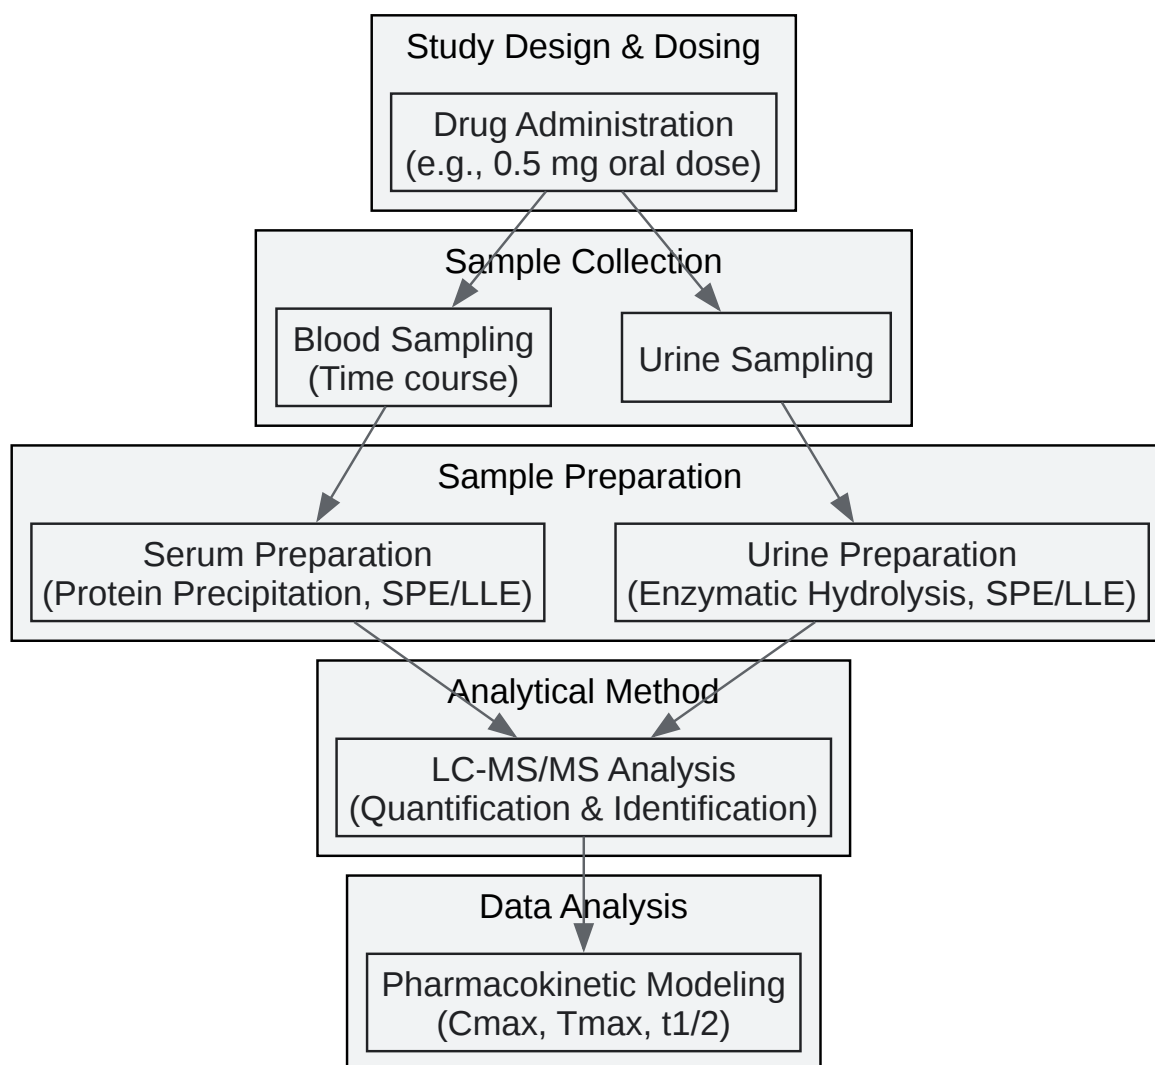 Study Design & Dosing
Drug Administration
(e.g., 0.5 mg oral dose)
Sample Collection
Blood Sampling
(Time course)
Urine Sampling
Sample Preparation
Serum Preparation
(Protein Precipitation, SPE/LLE)
Urine Preparation
(Enzymatic Hydrolysis, SPE/LLE)
Analytical Method
LC-MS/MS Analysis
(Quantification & Identification)
Data Analysis
Pharmacokinetic Modeling
(Cmax, Tmax, t1/2)